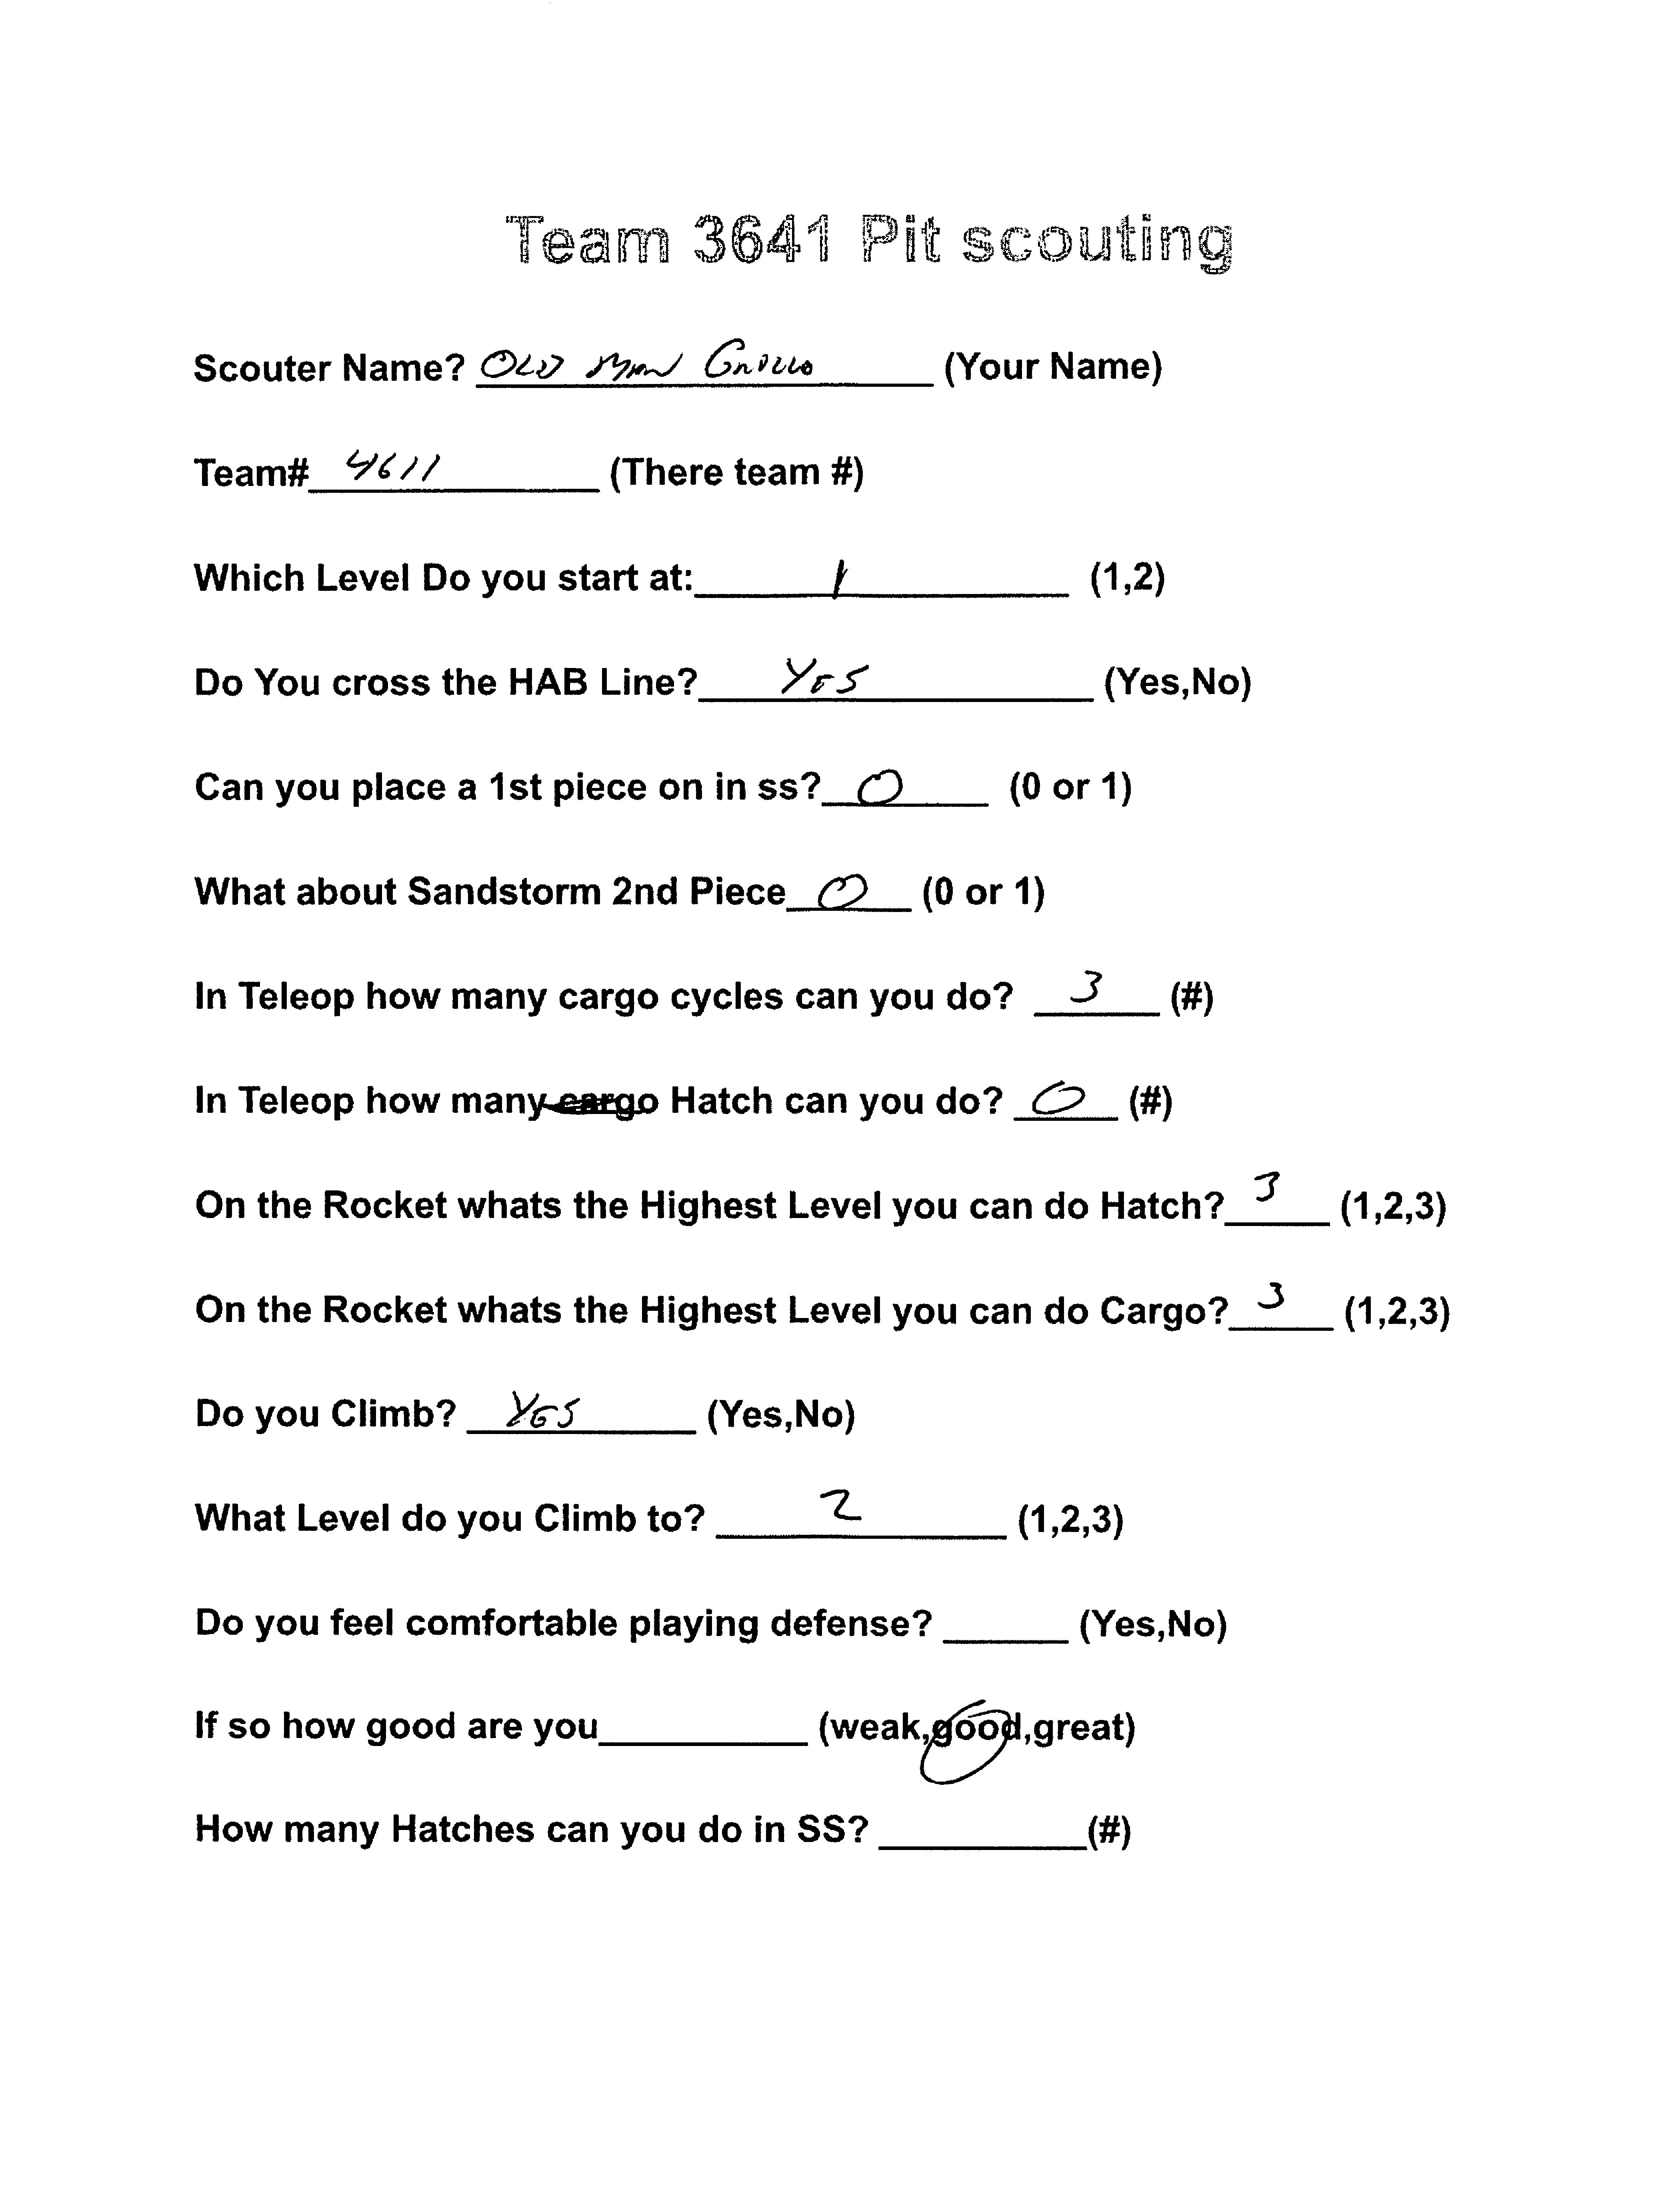 Team 3641 Pit scouting
Scouter Name? OLD MAN (Your Name)
Team# 4611 (There team #)
Which Level Do you start at: 1 (1,2)
Do You cross the HAB Line? YES (Yes,No)
Can you place a 1st piece on in ss? 0 (0 or 1)
What about Sandstorm 2nd Piece 0 (0 or 1)
In Teleop how many cargo cycles can you do? 3 (#)
In Teleop how many cargo Hatch can you do? 0 (#)
On the Rocket whats the Highest Level you can do Hatch? 3 (1,2,3)
On the Rocket whats the Highest Level you can do Cargo? 3 (1,2,3)
Do you Climb? YES (Yes,No)
What Level do you Climb to? 2 (1,2,3)
Do you feel comfortable playing defense? (Yes,No)
If so how good are you (weak,good,great)
How many Hatches can you do in SS? (#)